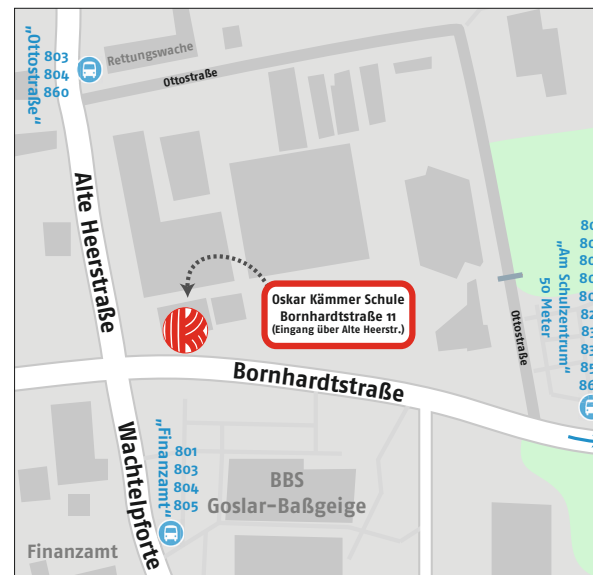 „Ottostraße“
803
804
860
Rettungswache
Ottostraße
Alte Heerstraße
Oskar Kämmer Schule
Bornhardtstraße 11
(Eingang über Alte Heerstr.)
Ottostraße
„Am Schulzentrum“
50 Meter
Bornhardtstraße
Wachtelpforte
„Finanzamt“
801
803
804
805
BBS
Goslar-Baßgeige
Finanzamt